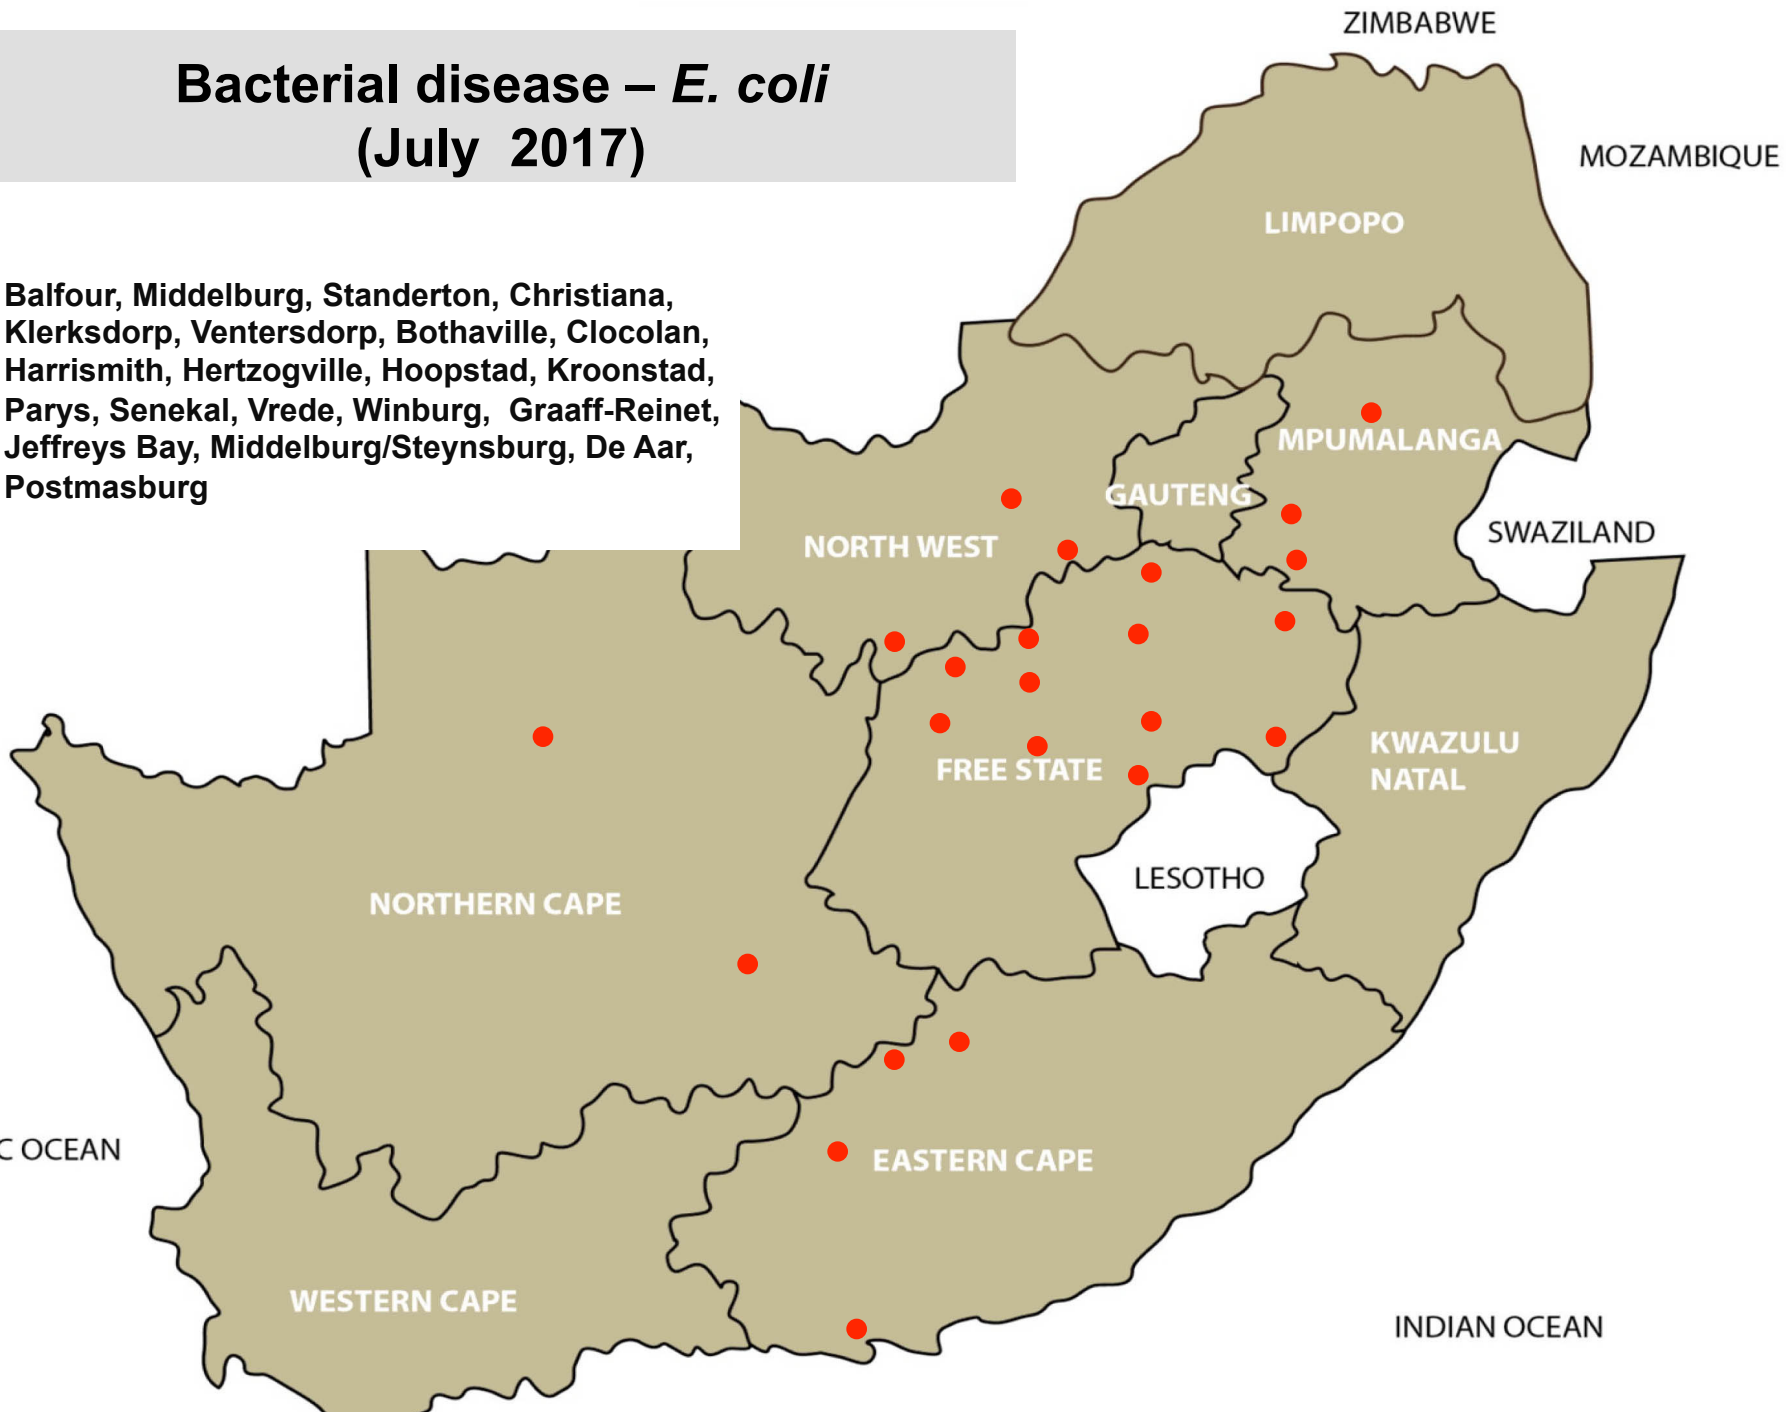 ZIMBABWE
Bacterial disease – E. coli
(July 2017)
MOZAMBIQUE
LIMPOPO
Balfour, Middelburg, Standerton, Christiana,
Klerksdorp, Ventersdorp, Bothaville, Clocolan,
Harrismith, Hertzogville, Hoopstad, Kroonstad,
Parys, Senekal, Vrede, Winburg, Graaff-Reinet,
Jeffreys Bay, Middelburg/Steynsburg, De Aar,
Postmasburg
MPUMALANGA
GAUTENG
SWAZILAND
NORTH WEST
KWAZULU
NATAL
FREE STATE
LESOTHO
NORTHERN CAPE
C OCEAN
EASTERN CAPE
WESTERN CAPE
INDIAN OCEAN